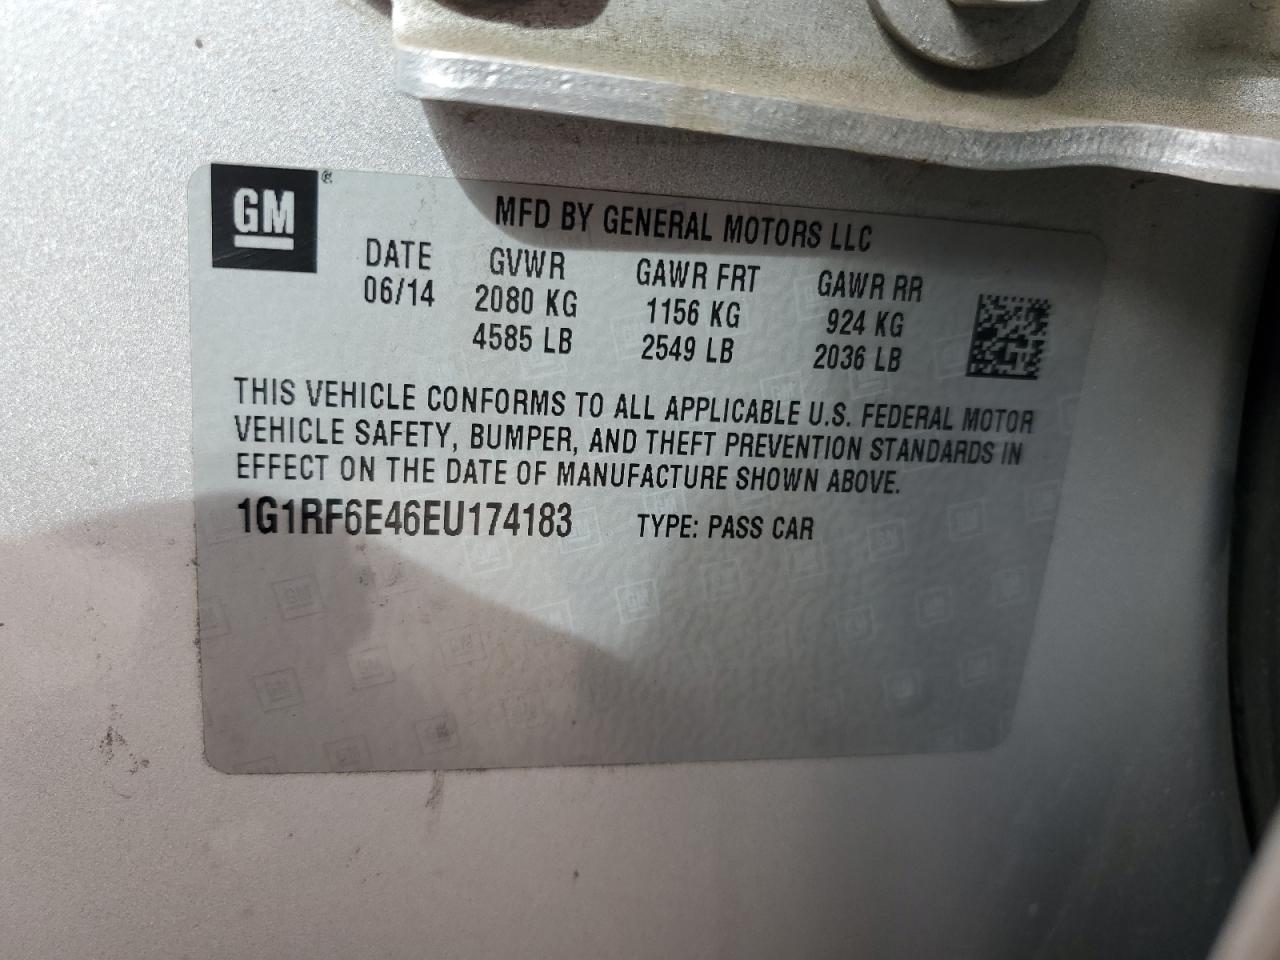 GM®
MFD BY GENERAL MOTORS LLC
DATE GVWR GAWR FRT GAWR RR
06/14 2080 KG 1156 KG 924 KG
4585 LB 2549 LB 2036 LB
THIS VEHICLE CONFORMS TO ALL APPLICABLE U.S. FEDERAL MOTOR
VEHICLE SAFETY, BUMPER, AND THEFT PREVENTION STANDARDS IN
EFFECT ON THE DATE OF MANUFACTURE SHOWN ABOVE.
1G1RF6E46EU174183 TYPE: PASS CAR